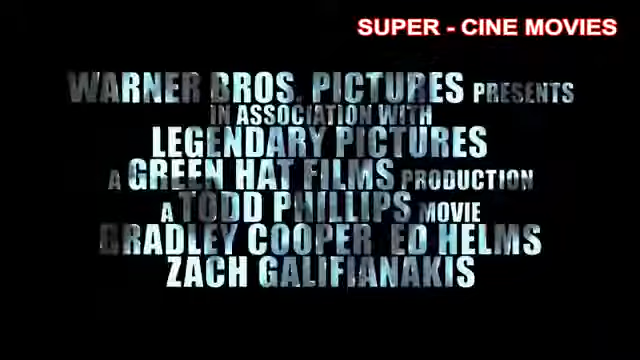 SUPER - CINE MOVIES
WARNER BROS. PICTURES PRESENTS
IN ASSOCIATION WITH
LEGENDARY PICTURES
A GREEN HAT FILMS PRODUCTION
A TODD PHILLIPS MOVIE
BRADLEY COOPER ED HELMS
ZACH GALIFIANAKIS